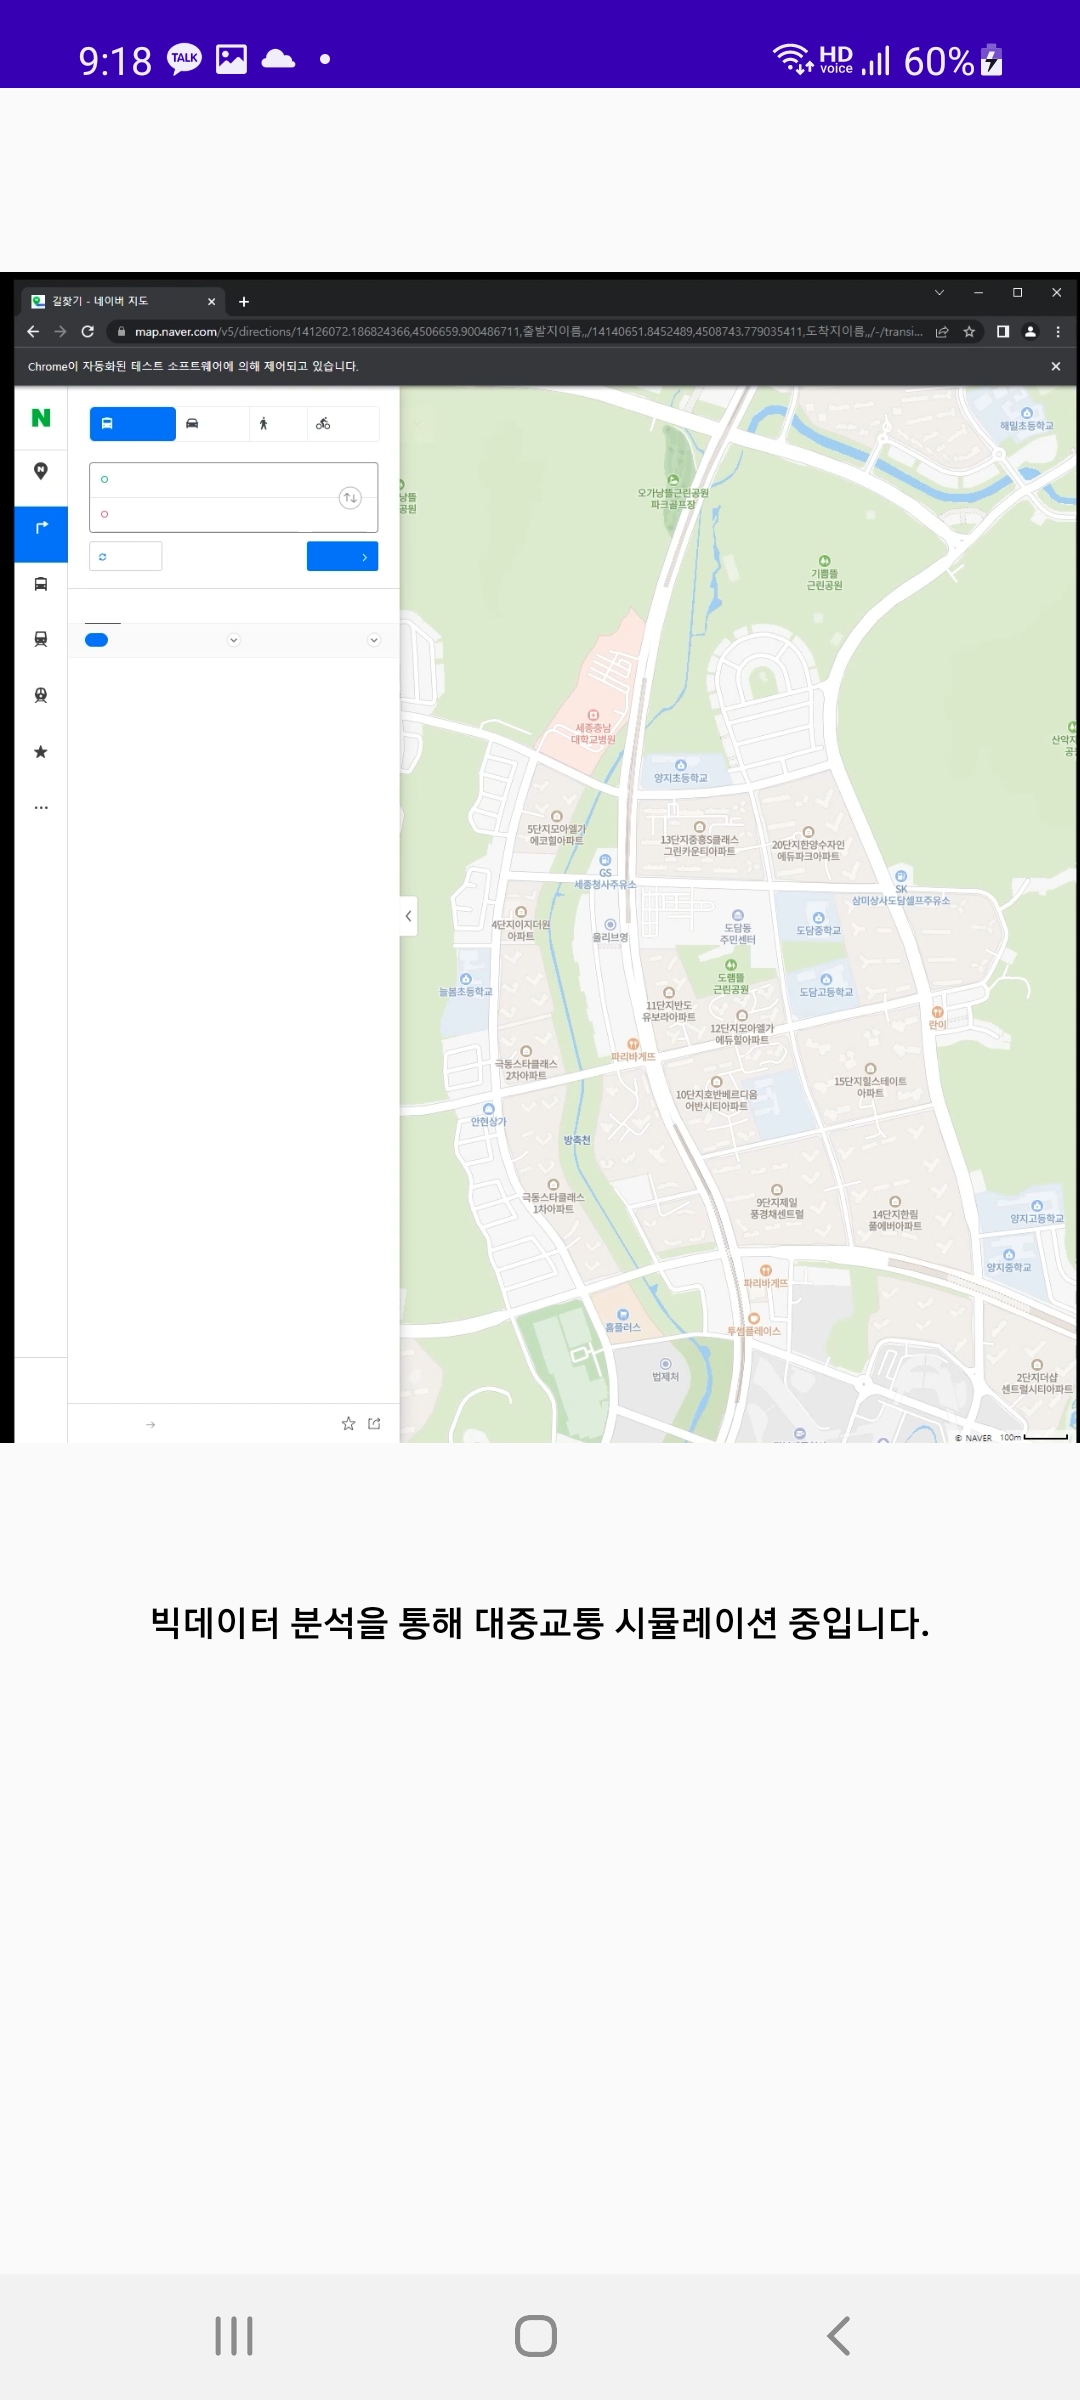 9:18 TALK HD voice 60%
길찾기 - 네이버 지도
map.naver.com/v5/directions/14126072.186824366,4506659.900486711,출발지이름,,/14140651.8452489,4508743.779035411,도착지이름,,/-/transi...
Chrome이 자동화된 테스트 소프트웨어에 의해 제어되고 있습니다.
N
해밀초등학교
오가낭뜰근린공원
파크골프장
낭뜰
공원
기쁨뜰
근린공원
세종충남
대학교병원
산악지
공원
양지초등학교
5단지모아엘가
에코힐아파트
13단지중흥S클래스
그린카운티아파트
20단지한양수자인
에듀파크아파트
GS
세종청사주유소
SK
삼미상사도담셀프주유소
4단지이지더원
아파트
올리브영
도담동
주민센터
도담중학교
도램뜰
근린공원
늘봄초등학교
도담고등학교
11단지반도
유보라아파트
12단지모아엘가
에듀힐아파트
란이
파리바게뜨
극동스타클래스
2차아파트
15단지힐스테이트
아파트
10단지호반베르디움
어반시티아파트
안현상가
방축천
극동스타클래스
1차아파트
9단지제일
풍경채센트럴
14단지한림
풀에버아파트
양지고등학교
양지중학교
파리바게뜨
홈플러스
투썸플레이스
법제처
2단지더샵
센트럴시티아파트
© NAVER 100m
빅데이터 분석을 통해 대중교통 시뮬레이션 중입니다.